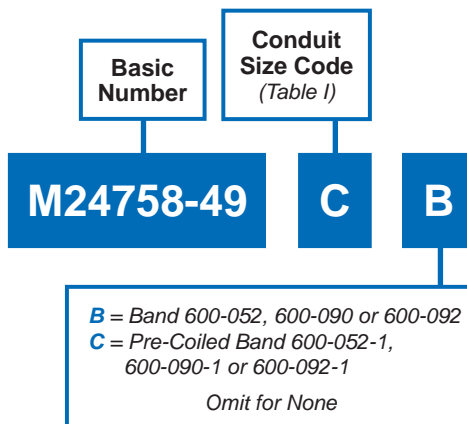 Basic
Number
Conduit
Size Code
(Table I)
M24758-49
C
B
B = Band 600-052, 600-090 or 600-092
C = Pre-Coiled Band 600-052-1,
600-090-1 or 600-092-1
Omit for None